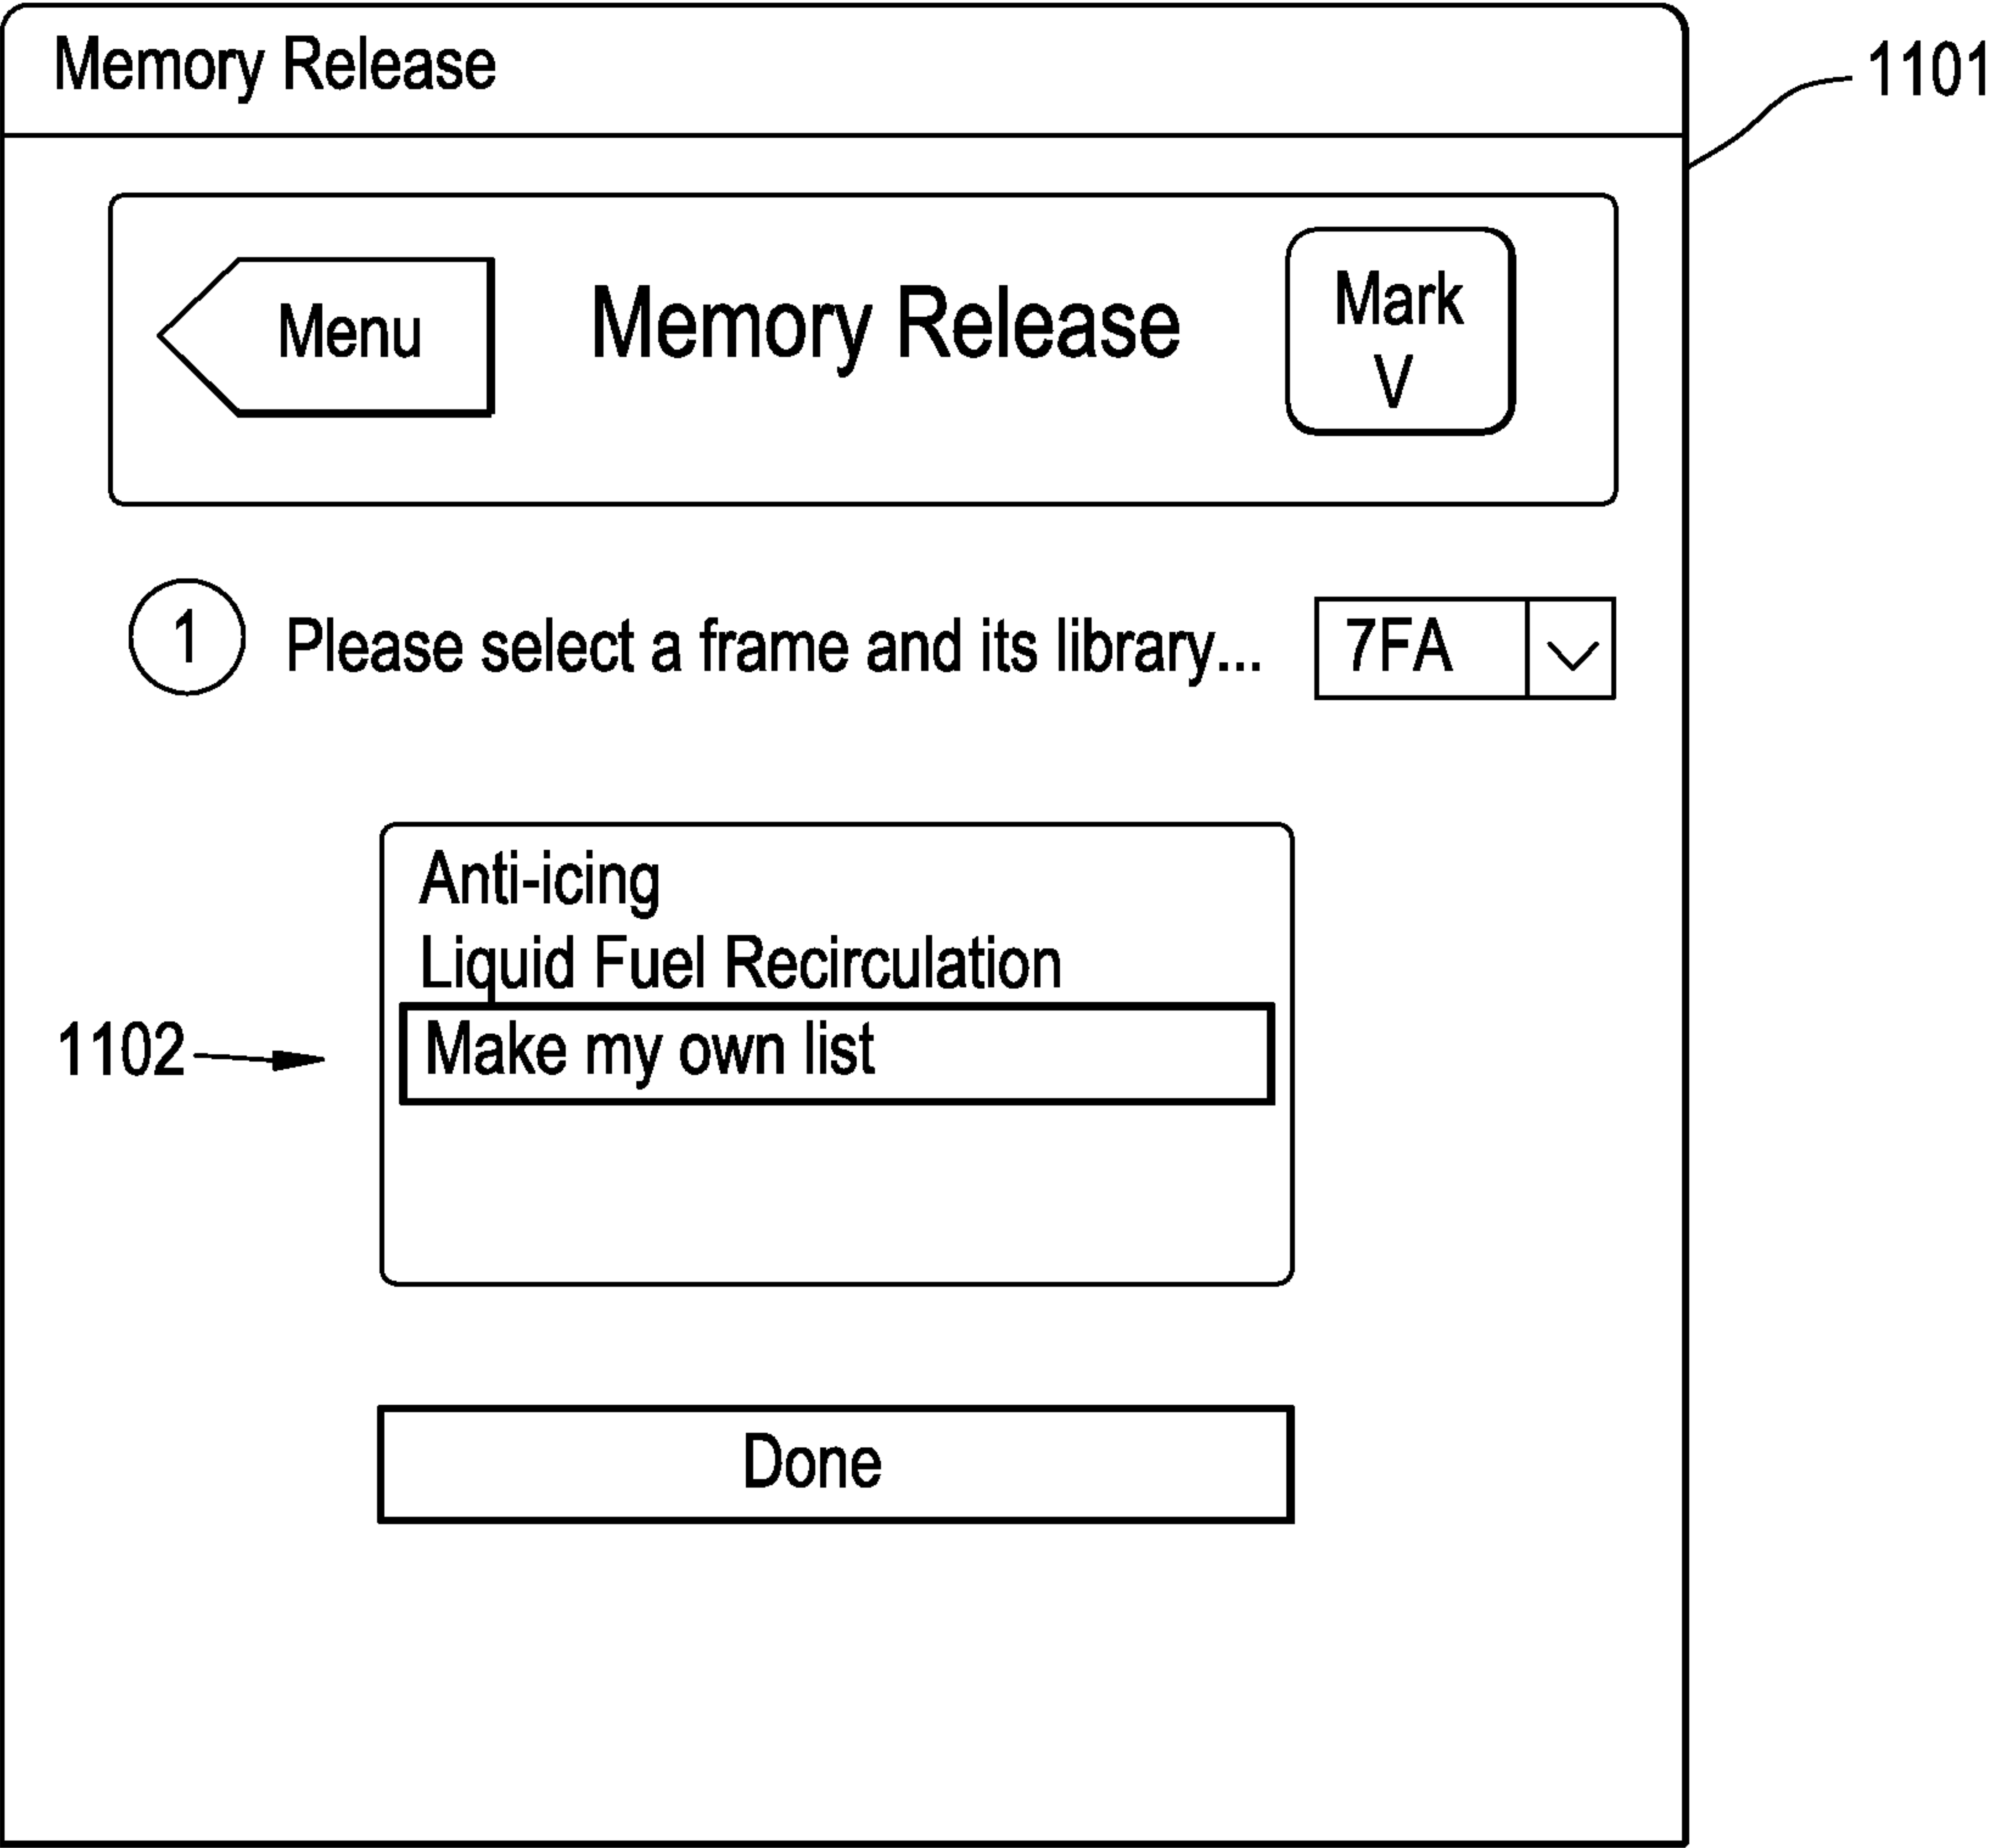 Memory Release
1101
Menu
Memory Release
Mark
V
1
Please select a frame and its library...
7FA
Anti-icing
Liquid Fuel Recirculation
1102
Make my own list
Done